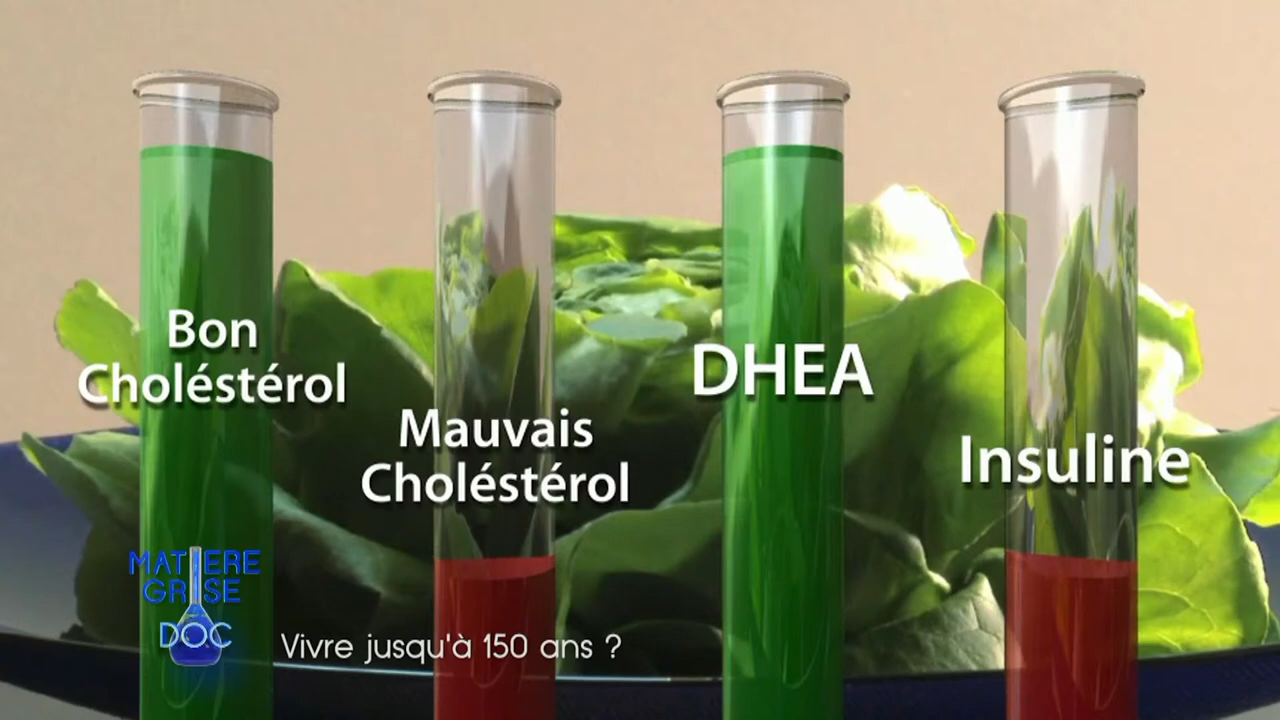 Bon
Choléstérol
Mauvais
Choléstérol
DHEA
Insuline
MATIERE
GRISE
DOC
Vivre jusqu'à 150 ans ?